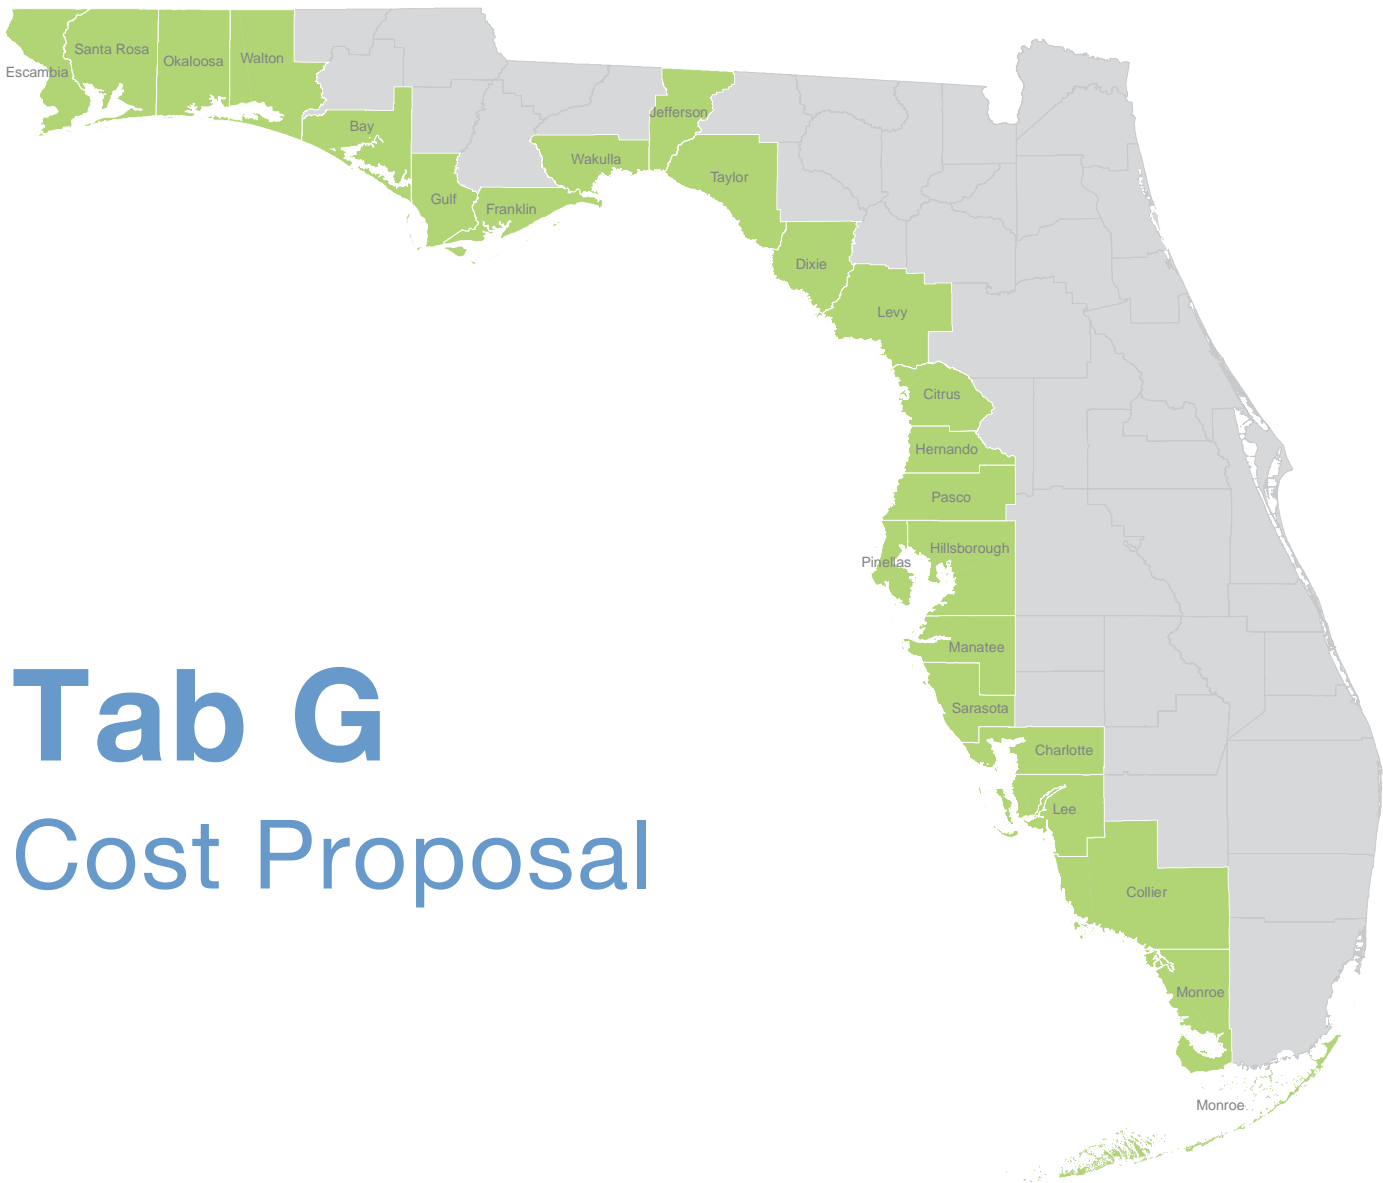 Santa Rosa
Okaloosa
Walton
Escambia
Bay
Jefferson
Wakulla
Taylor
Gulf
Franklin
Dixie
Levy
Citrus
Hernando
Pasco
Hillsborough
Pinellas
Manatee
Sarasota
Charlotte
Lee
Collier
Monroe
Monroe
Tab G
Cost Proposal